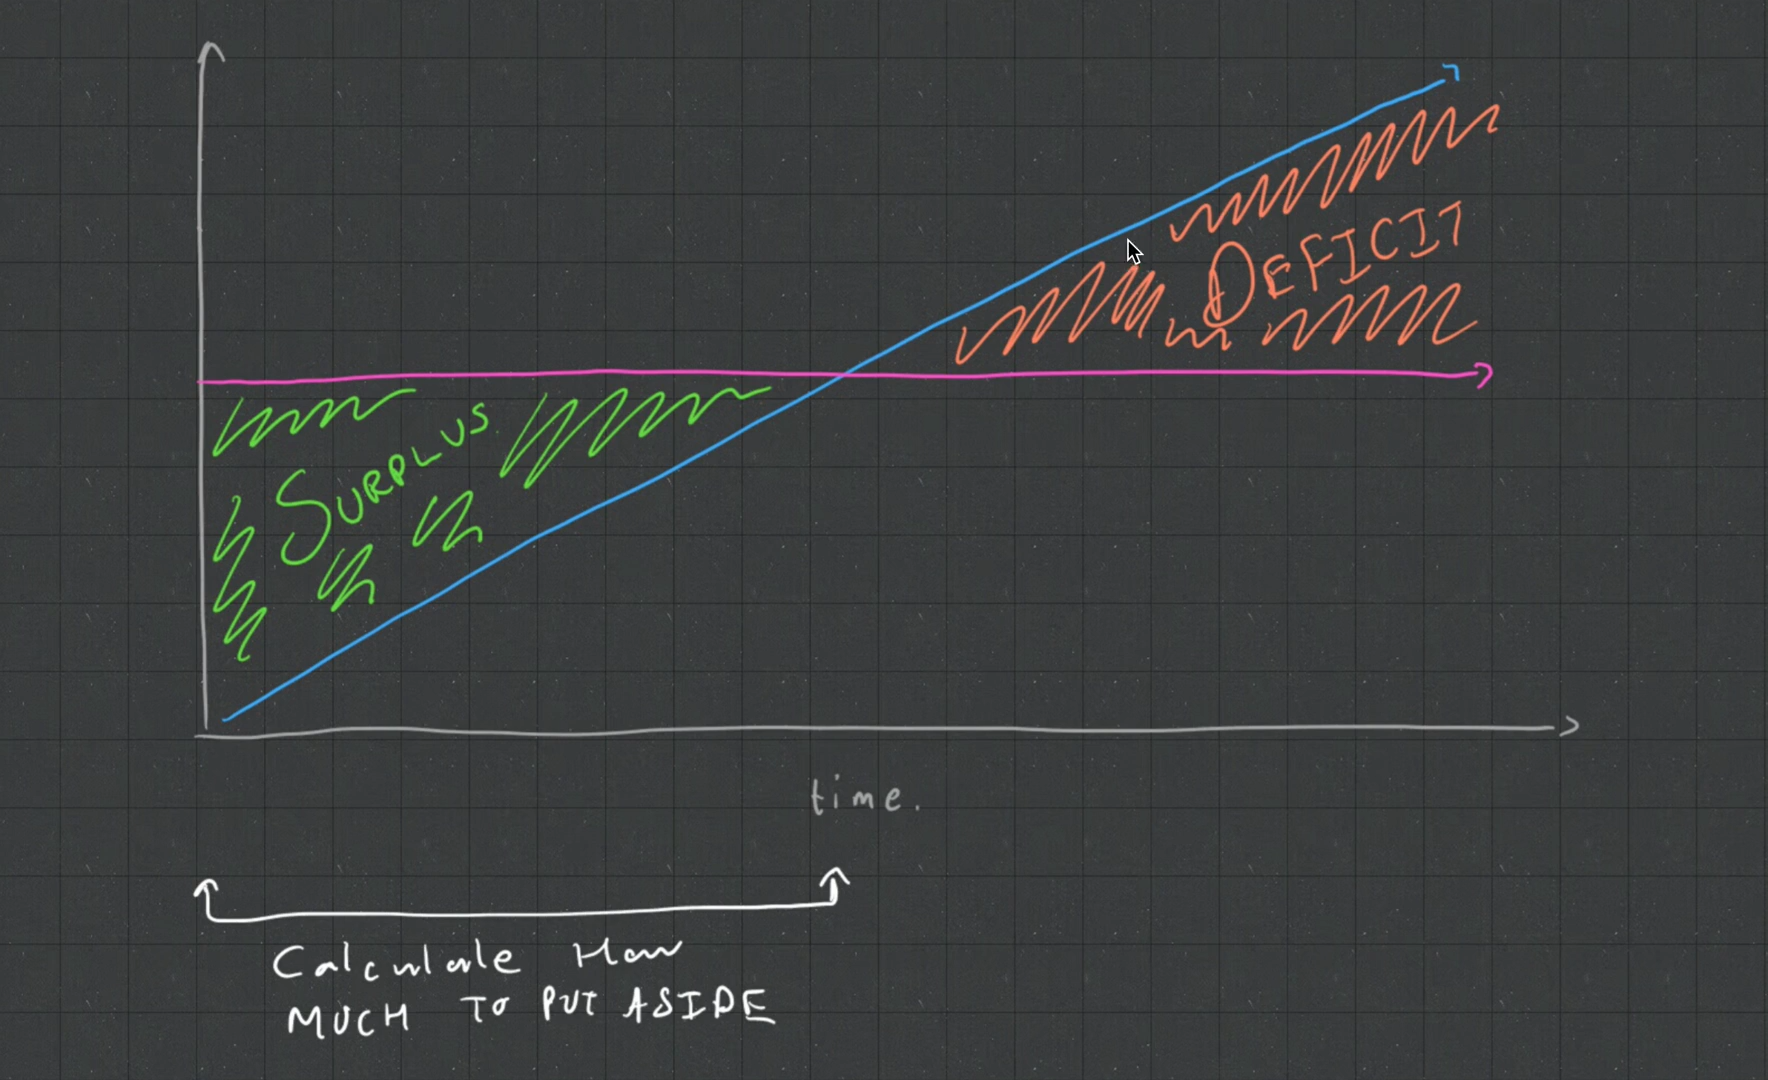 DEFICIT
SURPLUS
time.
Calculate How
MUCH TO PUT ASIDE